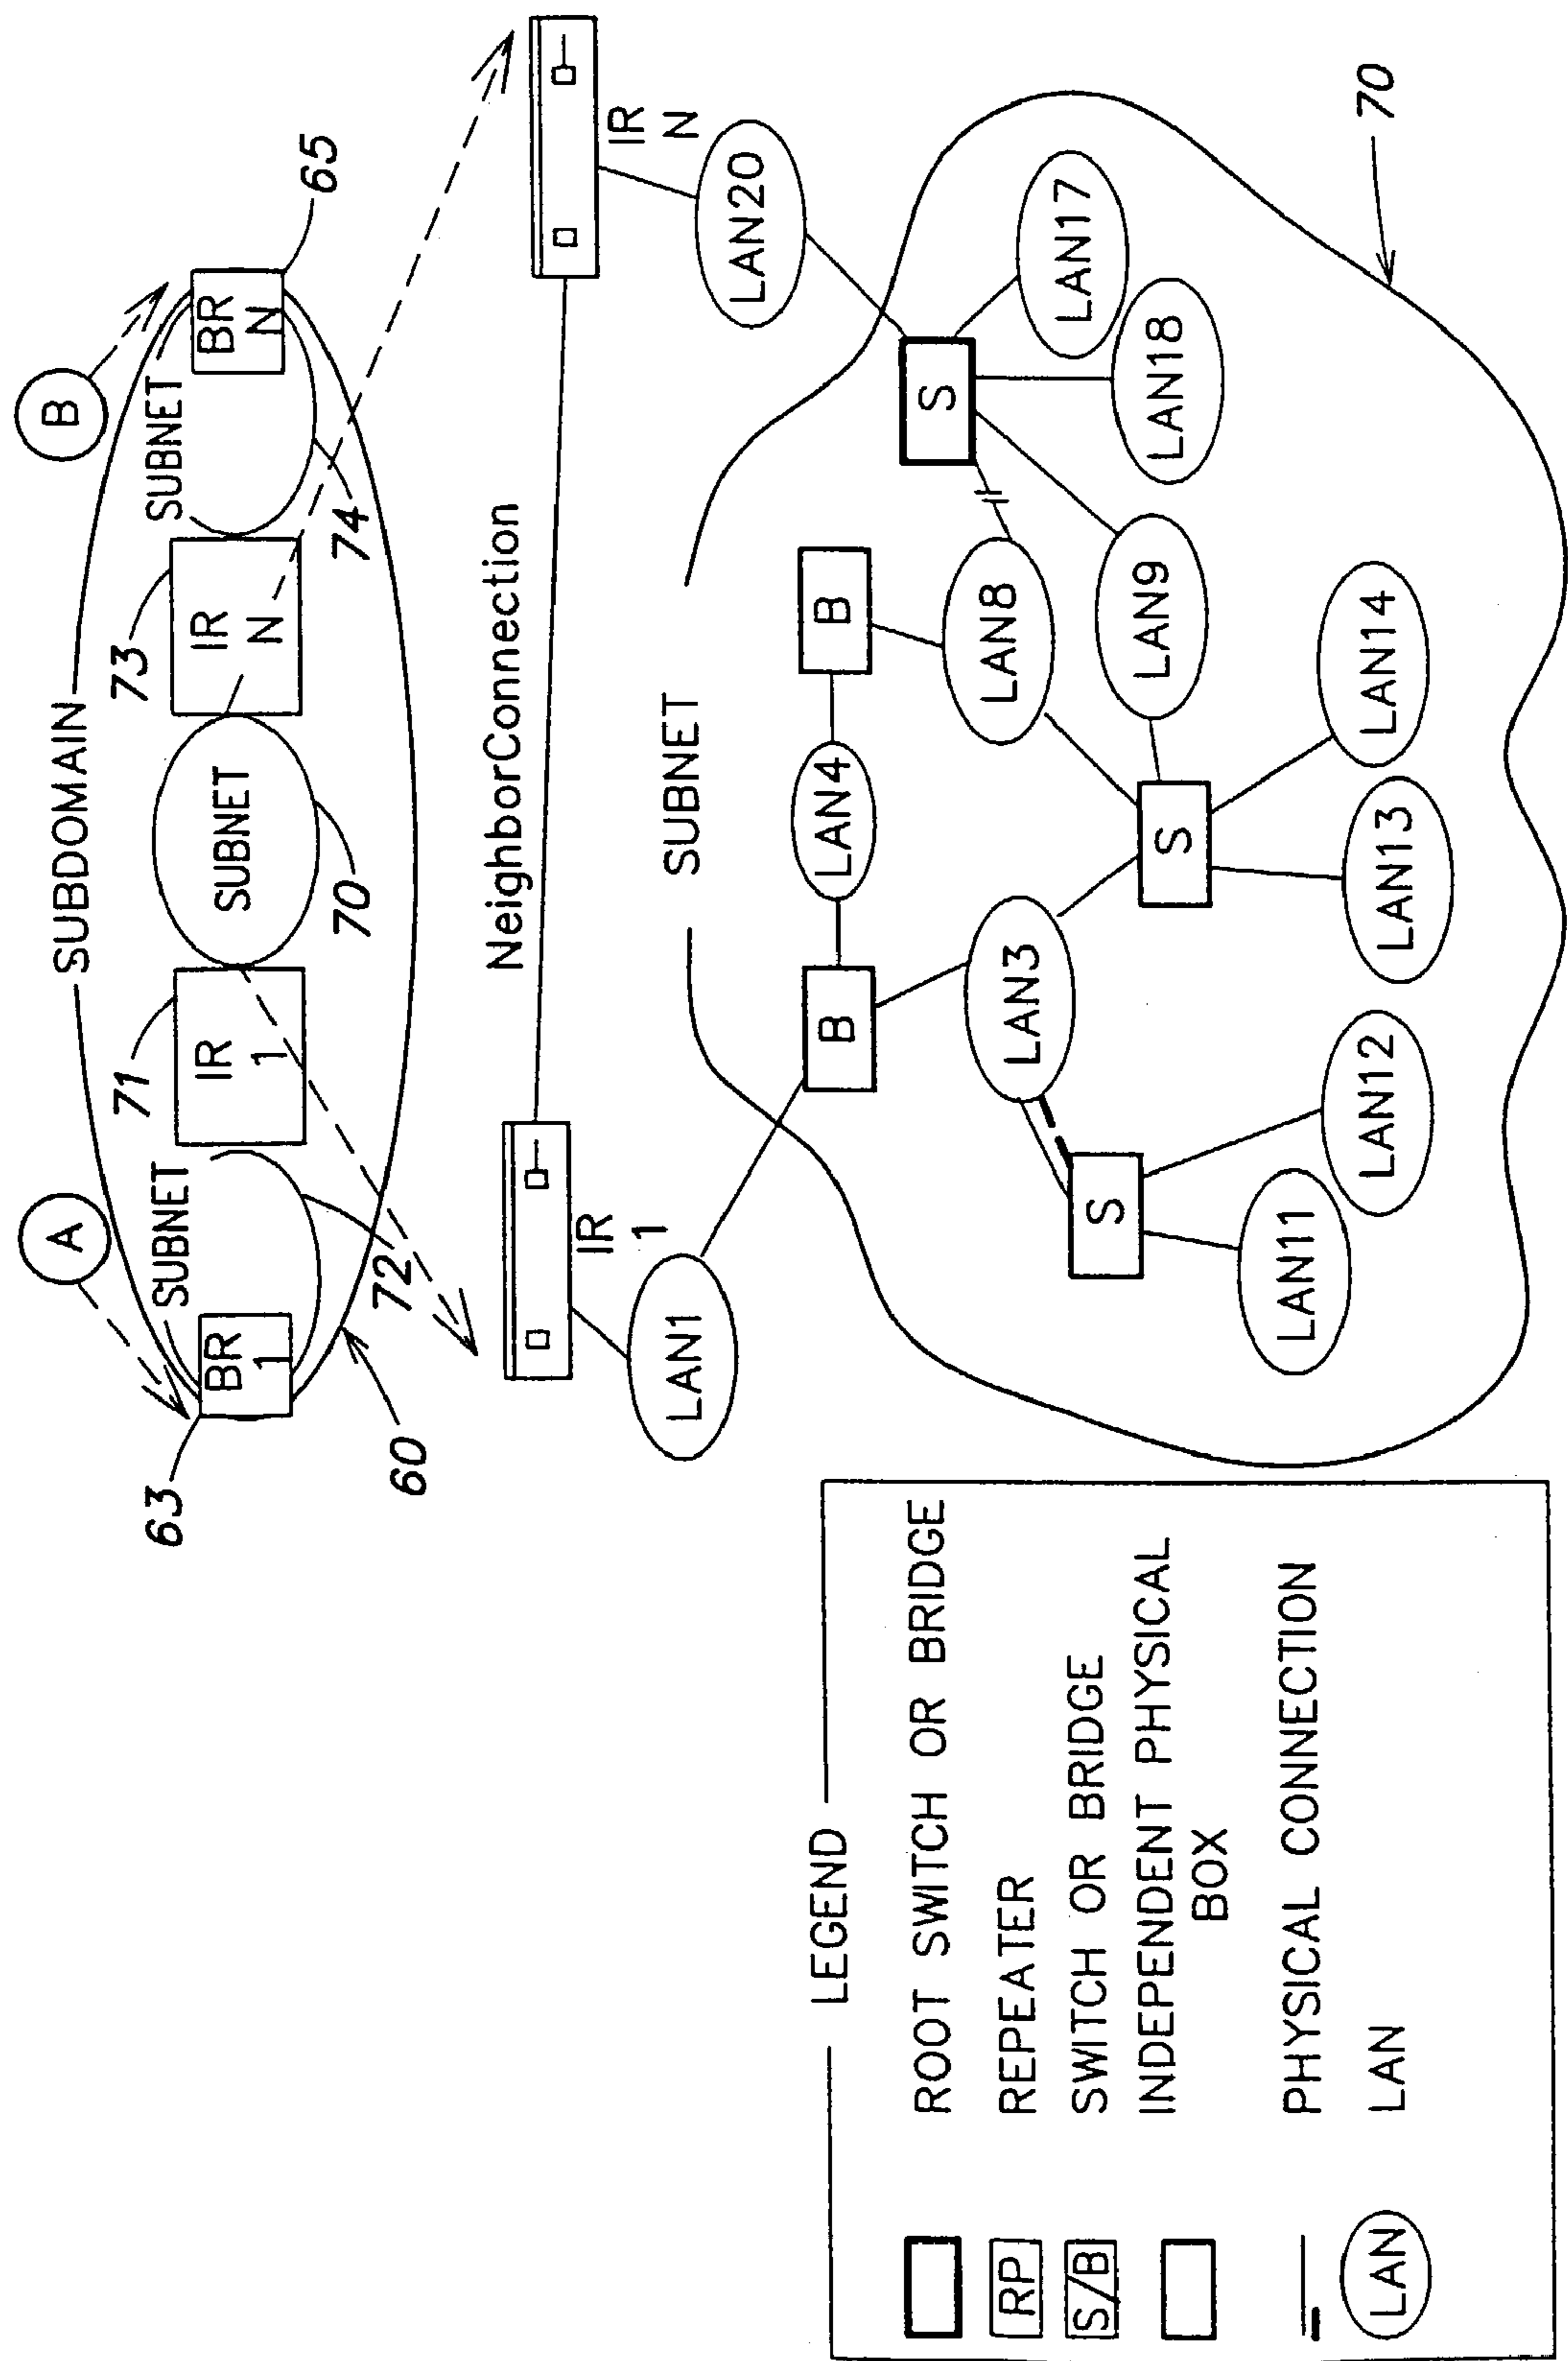 A
B
63
SUBNET
SUBDOMAIN
SUBNET
65
BR
1
71
IR
1
SUBNET
73
IR
N
BR
N
60
72
70
74
NeighborConnection
IR
1
IR
N
LAN1
LAN20
SUBNET
70
B
LAN4
B
S
LAN3
LAN8
LAN17
LAN18
S
S
LAN9
LAN11
LAN12
LAN13
LAN14
LEGEND
ROOT SWITCH OR BRIDGE
RP REPEATER
S/B SWITCH OR BRIDGE
INDEPENDENT PHYSICAL
BOX
PHYSICAL CONNECTION
LAN LAN